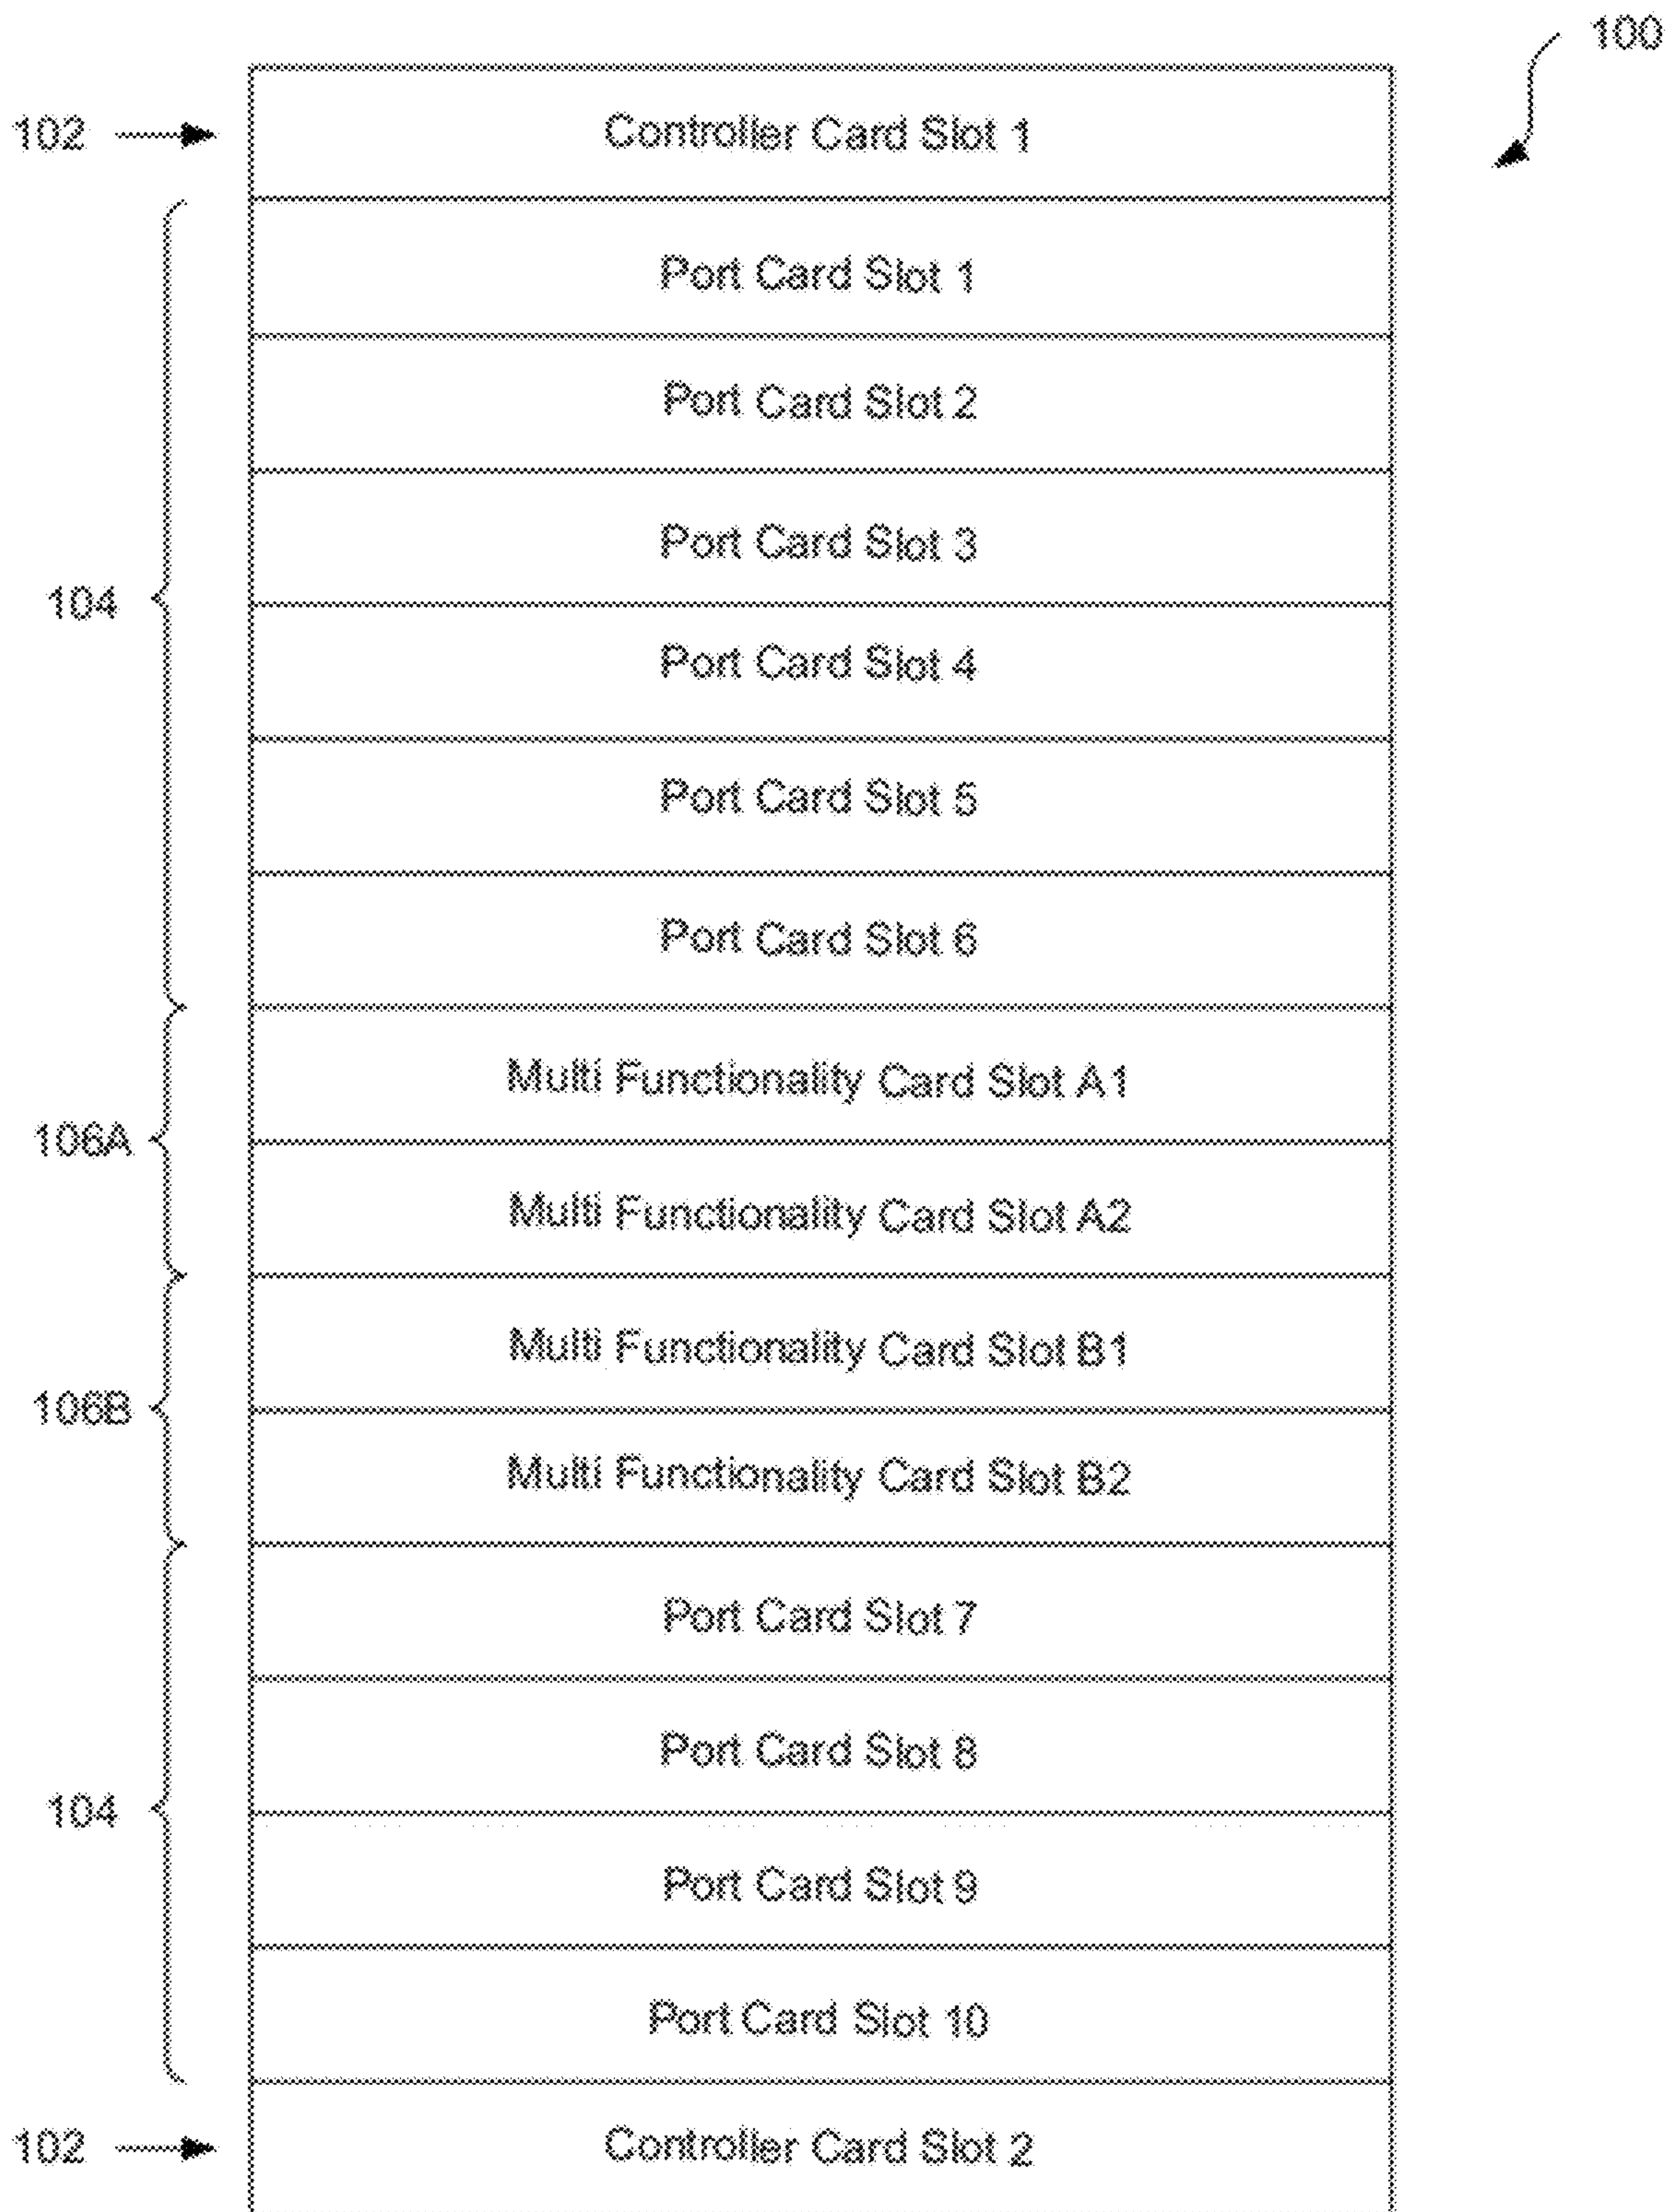 100
102
Controller Card Slot 1
Port Card Slot 1
Port Card Slot 2
Port Card Slot 3
104
Port Card Slot 4
Port Card Slot 5
Port Card Slot 6
Multi Functionality Card Slot A1
106A
Multi Functionality Card Slot A2
Multi Functionality Card Slot B1
106B
Multi Functionality Card Slot B2
Port Card Slot 7
Port Card Slot 8
104
Port Card Slot 9
Port Card Slot 10
102
Controller Card Slot 2